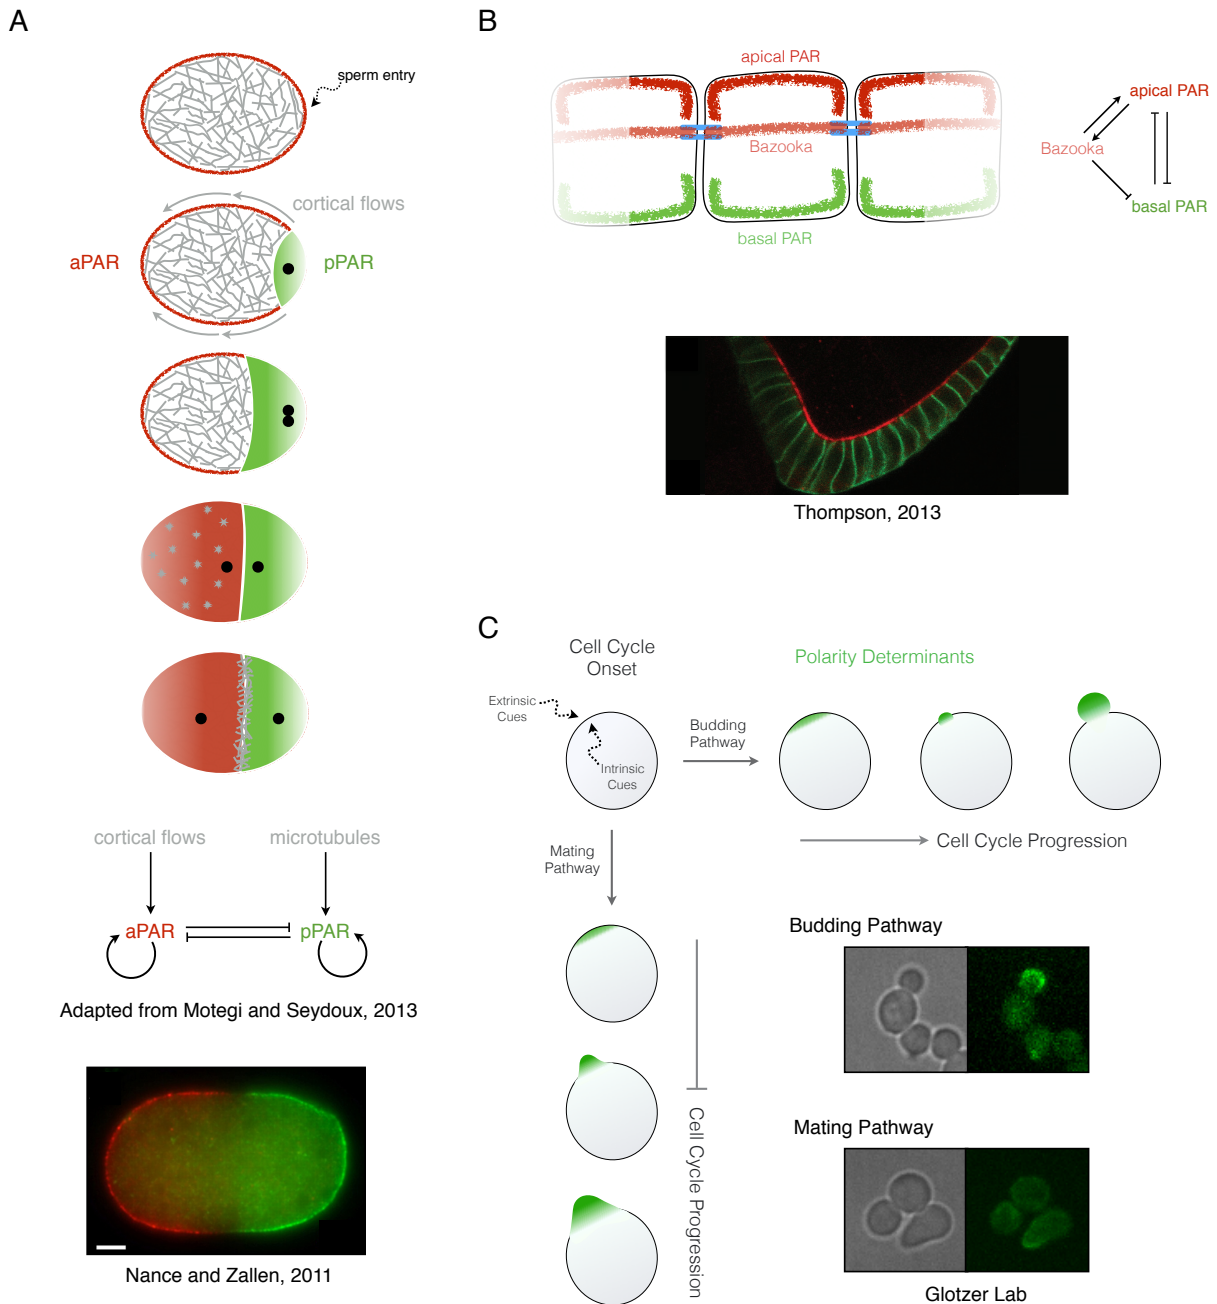 A
sperm entry
cortical flows
aPAR
pPAR
cortical flows
microtubules
aPAR
pPAR
Adapted from Motegi and Seydoux, 2013
Nance and Zallen, 2011
B
apical PAR
Bazooka
basal PAR
apical PAR
Bazooka
basal PAR
Thompson, 2013
C
Cell Cycle
Onset
Polarity Determinants
Extrinsic
Cues
Intrinsic
Cues
Budding
Pathway
Cell Cycle Progression
Mating
Pathway
Cell Cycle Progression
Budding Pathway
Mating Pathway
Glotzer Lab